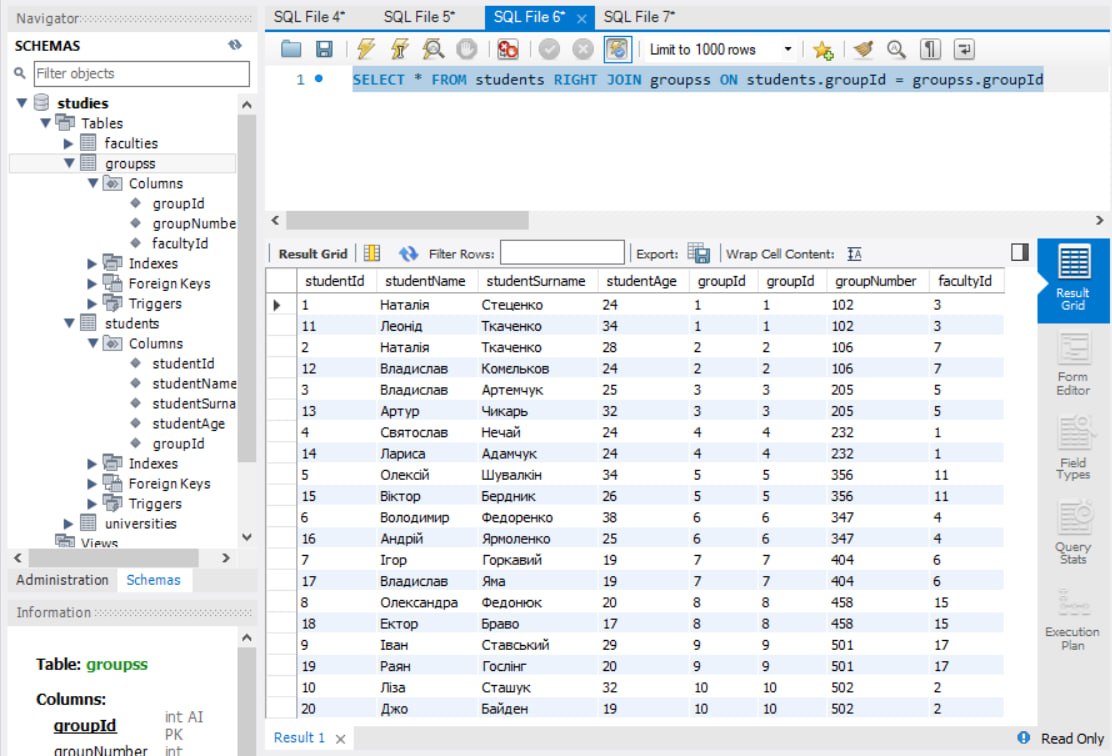 Navigator
SCHEMAS
Filter objects
studies
Tables
faculties
groupss
Columns
groupId
groupNumbe
facultyId
Indexes
Foreign Keys
Triggers
students
Columns
studentId
studentName
studentSurna
studentAge
groupId
Indexes
Foreign Keys
Triggers
universities
Views
Administration Schemas
Information
Table: groupss
Columns:
groupId int AI
PK
groupNumber int
SQL File 4* SQL File 5* SQL File 6* SQL File 7*
Limit to 1000 rows
1 SELECT * FROM students RIGHT JOIN groupss ON students.groupId = groupss.groupId
Result Grid Filter Rows: Export: Wrap Cell Content:
studentId studentName studentSurname studentAge groupId groupId groupNumber facultyId
1 Наталія Стеценко 24 1 1 102 3
11 Леонід Ткаченко 34 1 1 102 3
2 Наталія Ткаченко 28 2 2 106 7
12 Владислав Комєльков 24 2 2 106 7
3 Владислав Артемчук 25 3 3 205 5
13 Артур Чикарь 32 3 3 205 5
4 Святослав Нечай 24 4 4 232 1
14 Лариса Адамчук 24 4 4 232 1
5 Олексій Шувалкін 34 5 5 356 11
15 Віктор Бердник 26 5 5 356 11
6 Володимир Федоренко 38 6 6 347 4
16 Андрій Ярмоленко 25 6 6 347 4
7 Ігор Горкавий 19 7 7 404 6
17 Владислав Яма 19 7 7 404 6
8 Олександра Федонюк 20 8 8 458 15
18 Ектор Браво 17 8 8 458 15
9 Іван Ставський 29 9 9 501 17
19 Раян Гослінг 20 9 9 501 17
10 Ліза Сташук 32 10 10 502 2
20 Джо Байден 19 10 10 502 2
Result
Grid
Form
Editor
Field
Types
Query
Stats
Execution
Plan
Result 1 Read Only